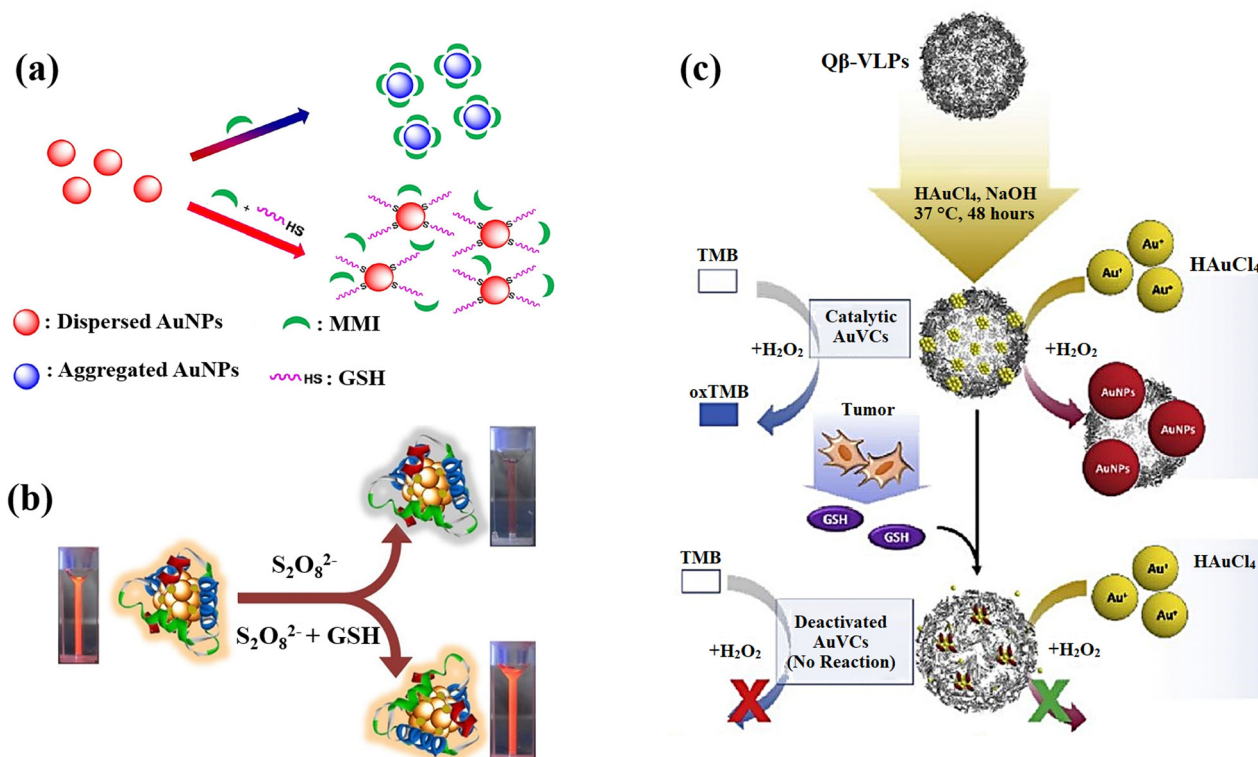 (a)
+
HS
S S
S S
S S
S S
S S
S S
S S
S S
: Dispersed AuNPs
: MMI
: Aggregated AuNPs
HS : GSH
(b)
S₂O₈²⁻
S₂O₈²⁻ + GSH
(c)
Qβ-VLPs
HAuCl₄, NaOH
37 °C, 48 hours
TMB
Au⁺
Au⁺
Au⁺
HAuCl₄
Catalytic
AuVCs
+H₂O₂
+H₂O₂
oxTMB
Tumor
AuNPs
AuNPs
AuNPs
GSH
GSH
TMB
Au⁺
Au⁺
Au⁺
HAuCl₄
Deactivated
AuVCs
(No Reaction)
+H₂O₂
+H₂O₂
X
X